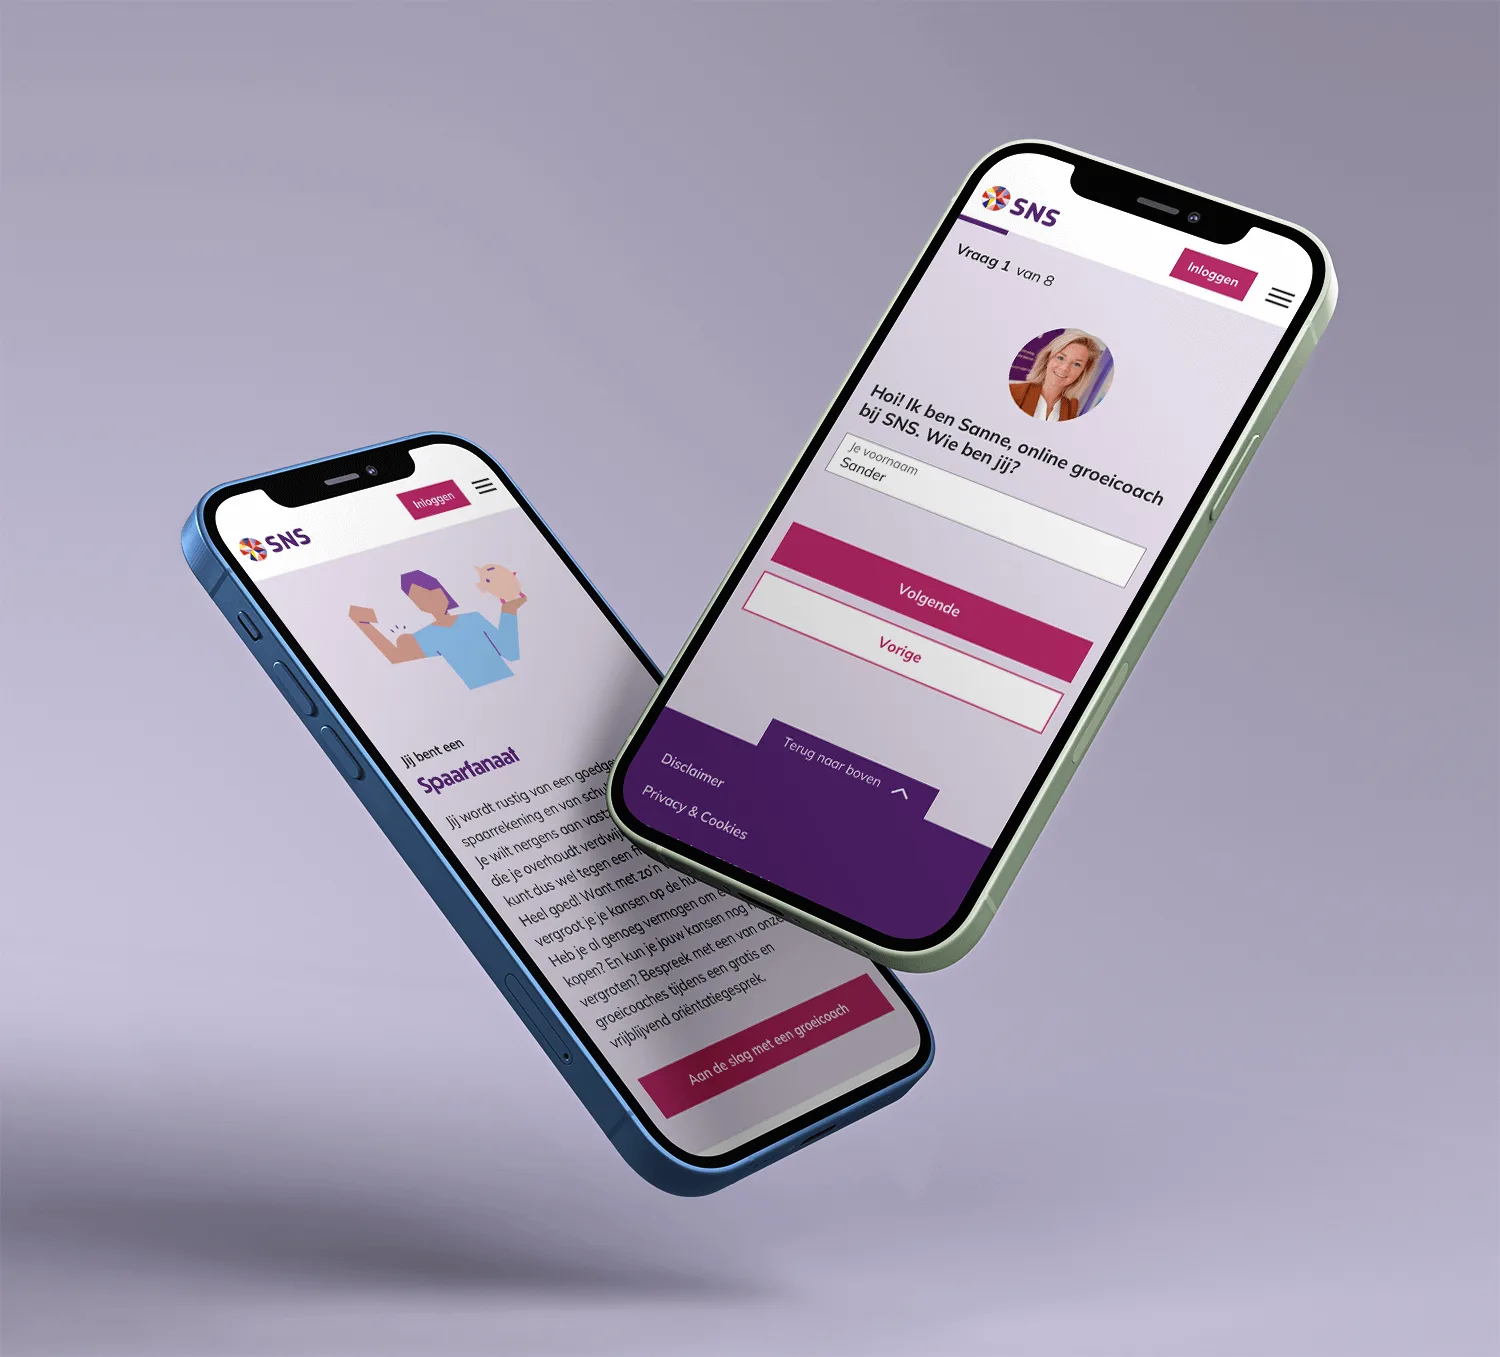 SNS
Inloggen
Jij bent een
Spaarfanaat
Jij wordt rustig van een
spaarrekening en van
Je wilt nergens aan
die je overhoudt
kunt dus wel tegen een
Heel goed! Want met zo'n
vergroot je je kansen op de
Heb je al genoeg vermogen om
kopen? En kun je jouw kansen nog
vergroten? Bespreek met een van onze
groeicoaches tijdens een gratis en
vrijblijvend oriëntatiegesprek.
Aan de slag met een groeicoach
SNS
Inloggen
Vraag 1 van 8
Hoi! Ik ben Sanne, online groeicoach
bij SNS. Wie ben jij?
Je voornaam
Sander
Volgende
Vorige
Terug naar boven
Disclaimer
Privacy & Cookies